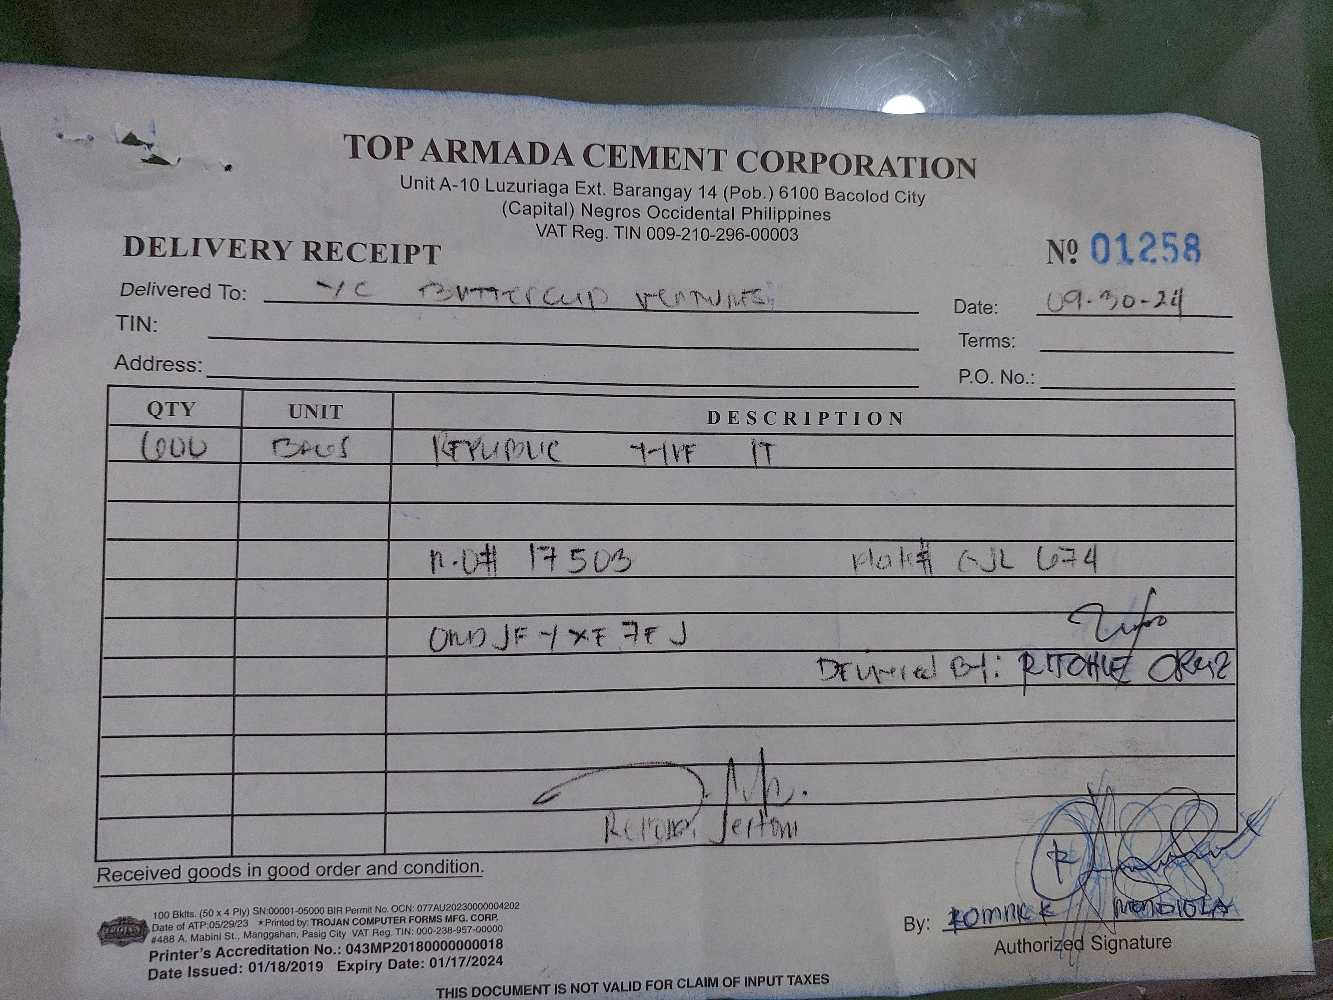 TOP ARMADA CEMENT CORPORATION
Unit A-10 Luzuriaga Ext. Barangay 14 (Pob.) 6100 Bacolod City
(Capital) Negros Occidental Philippines
VAT Reg. TIN 009-210-296-00003
DELIVERY RECEIPT
Nº 01258
Delivered To: BUTTERCUP VENTURES
Date: 09-30-24
TIN:
Terms:
Address:
P.O. No.:
QTY UNIT DESCRIPTION
600 BAGS REPUBLIC
# 17503 Plate# GJL 674
Delivered By: RITCHIE
Received goods in good order and condition.
100 Bklts. (50 x 4 Ply) SN:00001-05000 BIR Permit No. OCN: 077AU20230000004202
Date of ATP:05/29/23 *Printed by: TROJAN COMPUTER FORMS MFG. CORP.
#488 A. Mabini St., Manggahan, Pasig City VAT Reg. TIN: 000-238-957-00000
Printer's Accreditation No.: 043MP20180000000018
Date Issued: 01/18/2019 Expiry Date: 01/17/2024
By: ROMRICK MENDIOLA
Authorized Signature
THIS DOCUMENT IS NOT VALID FOR CLAIM OF INPUT TAXES